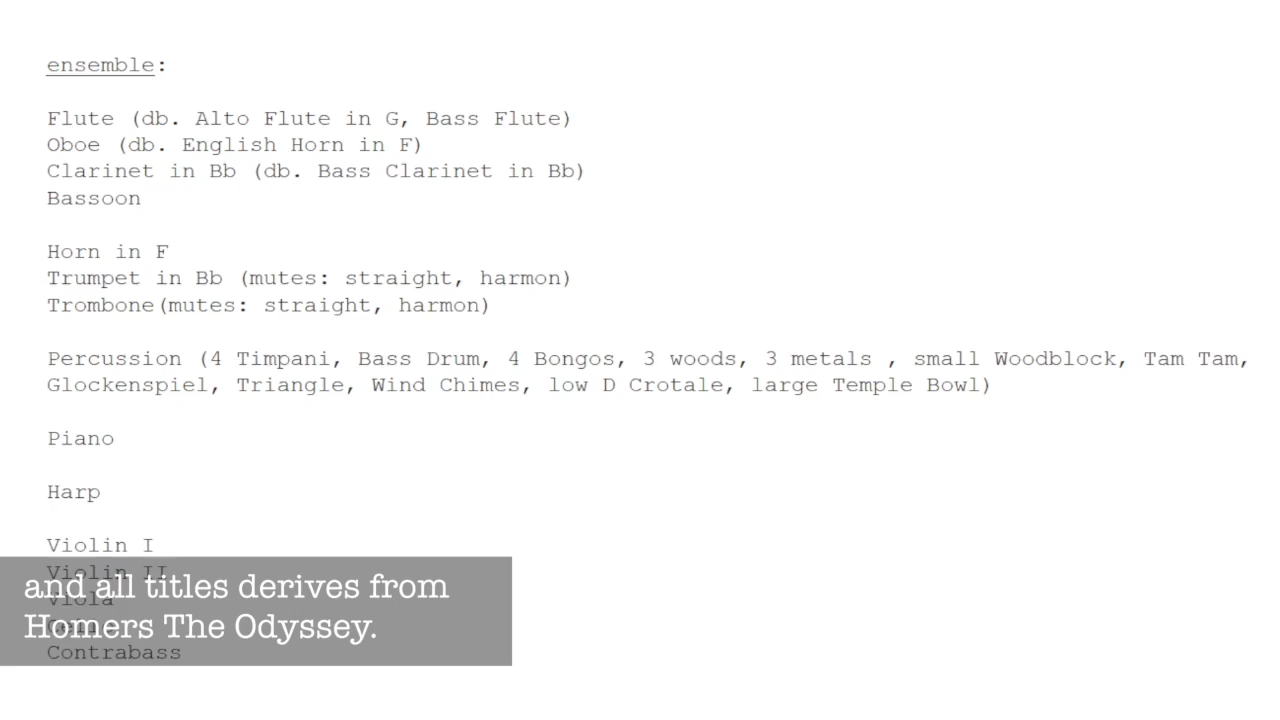 ensemble:
Flute (db. Alto Flute in G, Bass Flute)
Oboe (db. English Horn in F)
Clarinet in Bb (db. Bass Clarinet in Bb)
Bassoon
Horn in F
Trumpet in Bb (mutes: straight, harmon)
Trombone(mutes: straight, harmon)
Percussion (4 Timpani, Bass Drum, 4 Bongos, 3 woods, 3 metals , small Woodblock, Tam Tam,
Glockenspiel, Triangle, Wind Chimes, low D Crotale, large Temple Bowl)
Piano
Harp
Violin I
Violin II
and all titles derives from
Viola
Homers The Odyssey.
Contrabass